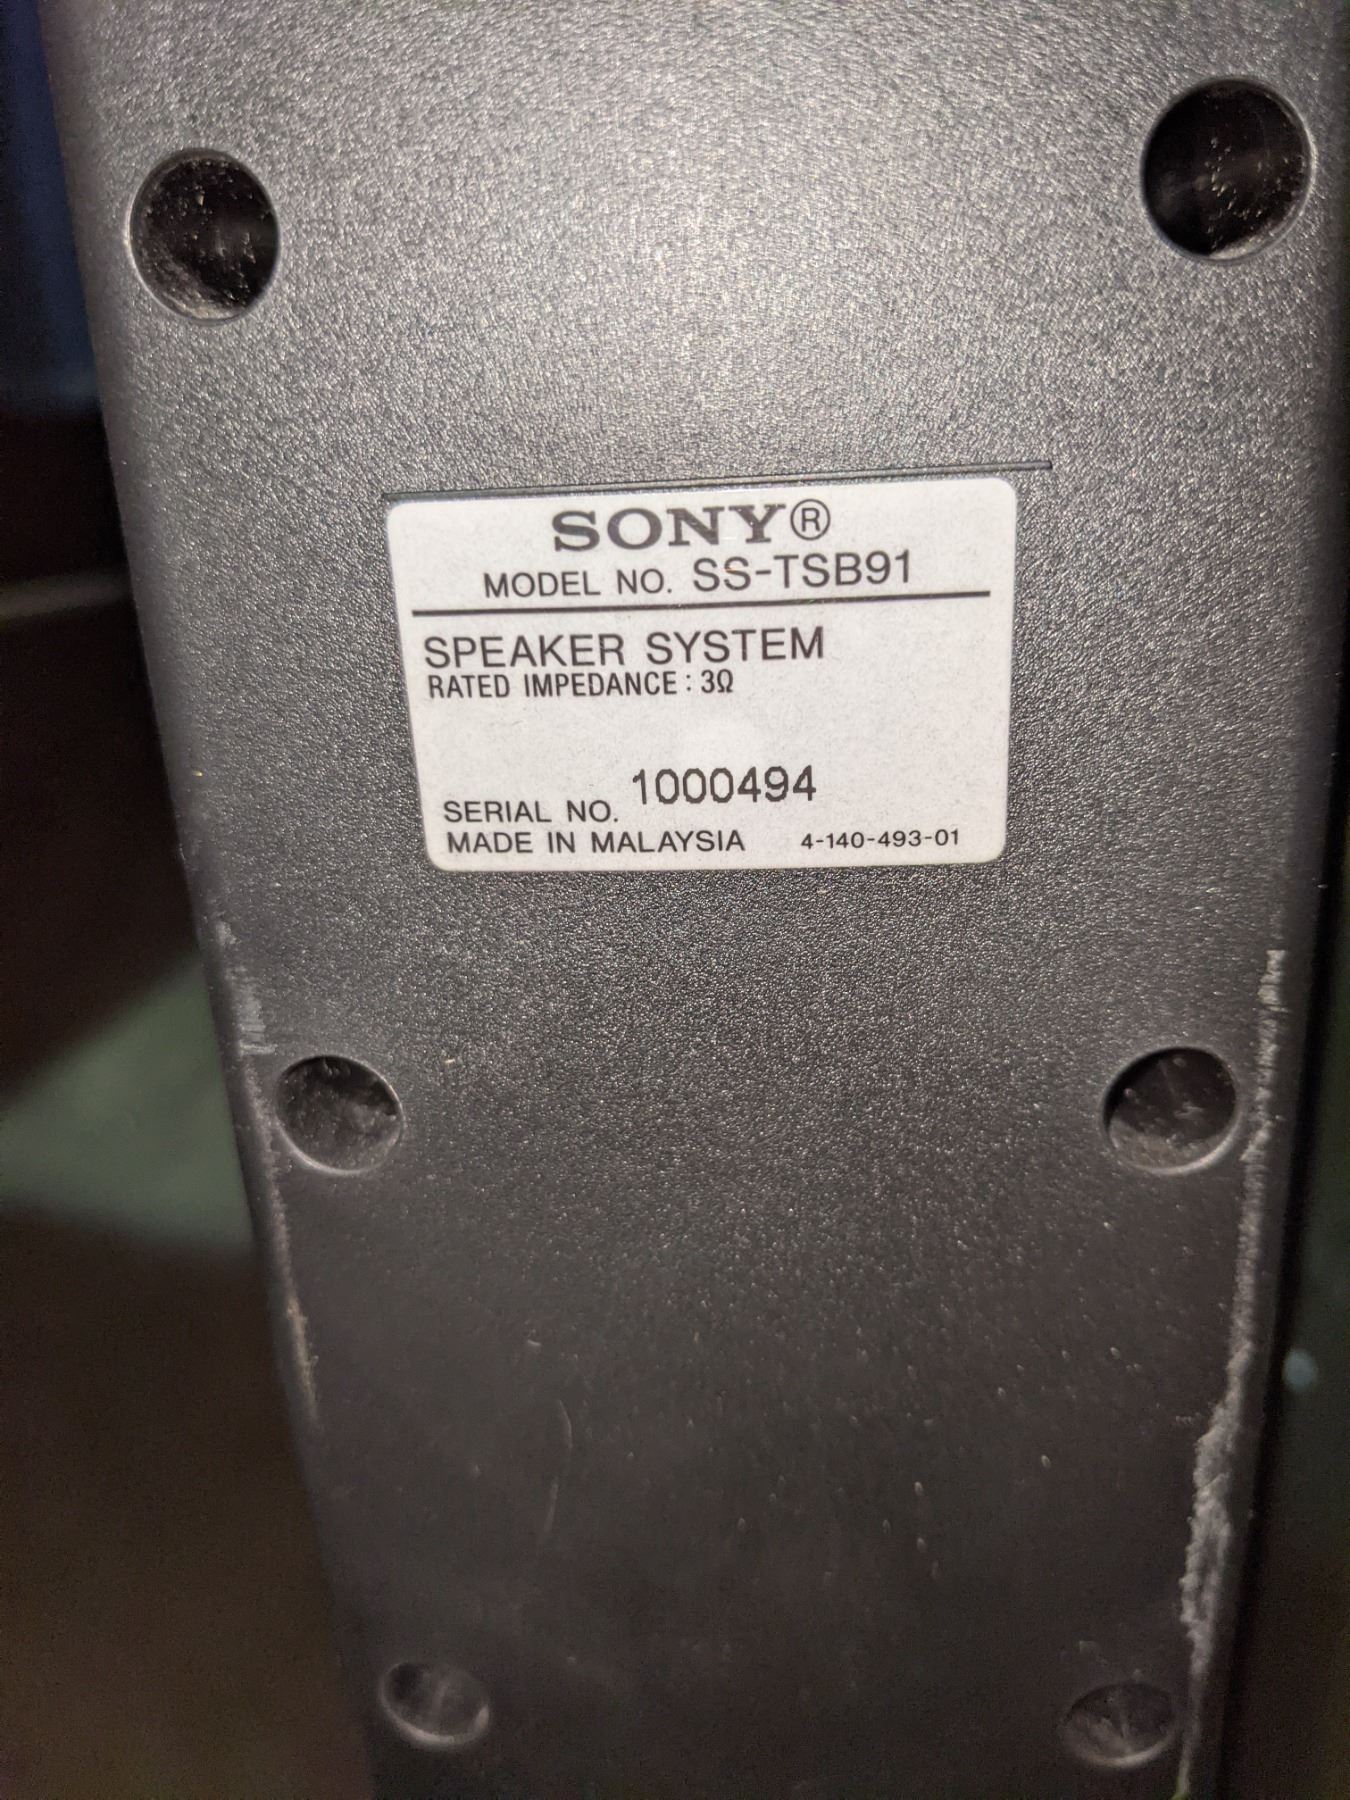 SONY®
MODEL NO. SS-TSB91
SPEAKER SYSTEM
RATED IMPEDANCE : 3Ω
SERIAL NO. 1000494
MADE IN MALAYSIA 4-140-493-01